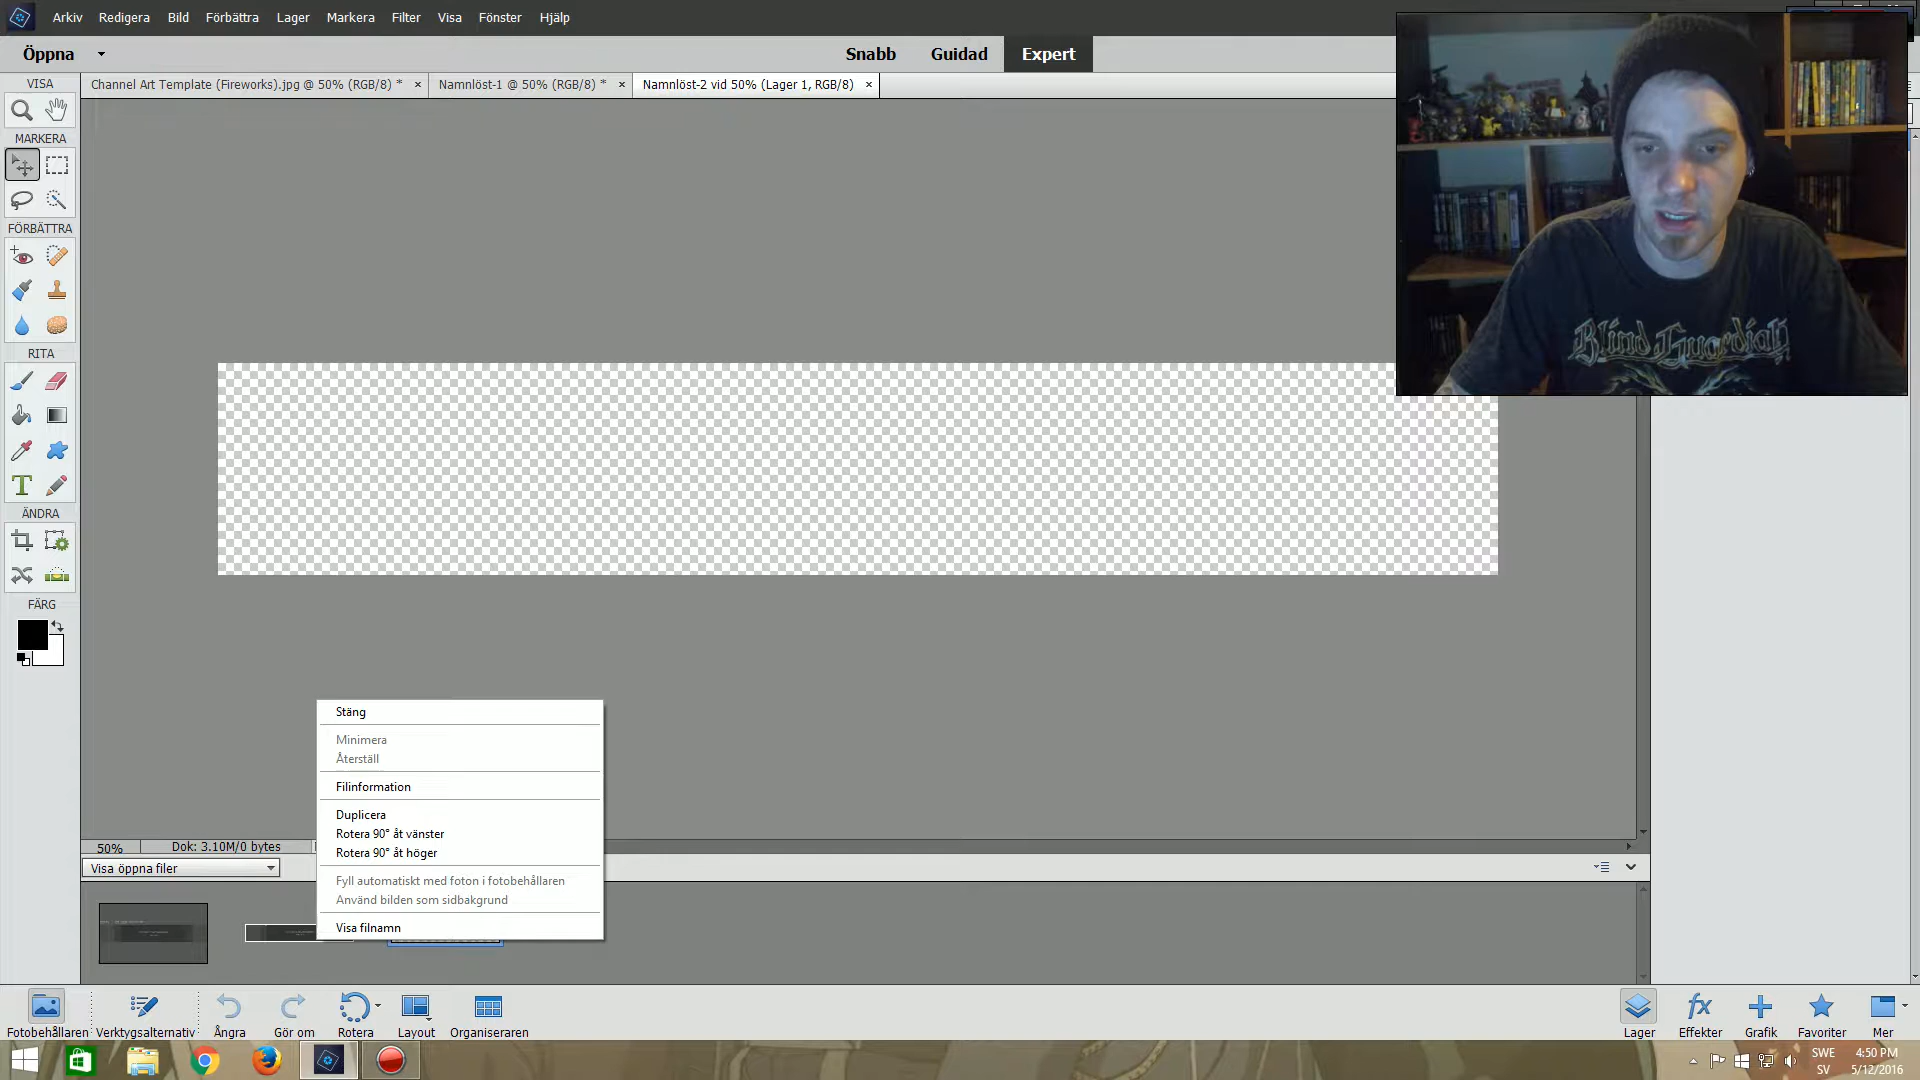 Arkiv Redigera Bild Förbättra Lager Markera Filter Visa Fönster Hjälp
Öppna Snabb Guidad Expert
Channel Art Template (Fireworks).jpg @ 50% (RGB/8) * × Namnlöst-1 @ 50% (RGB/8) * × Namnlöst-2 vid 50% (Lager 1, RGB/8) ×
VISA
MARKERA
FÖRBÄTTRA
RITA
T
ÄNDRA
FÄRG
Blind Guardian
Stäng
Minimera
Återställ
Filinformation
Duplicera
Rotera 90° åt vänster
Rotera 90° åt höger
Fyll automatiskt med foton i fotobehållaren
Använd bilden som sidbakgrund
Visa filnamn
50% Dok: 3.10M/0 bytes
Visa öppna filer
Fotobehållaren Verktygsalternativ Ångra Gör om Rotera Layout Organiseraren
fx
Lager Effekter Grafik Favoriter Mer
SWE 4:50 PM
SV 5/12/2016